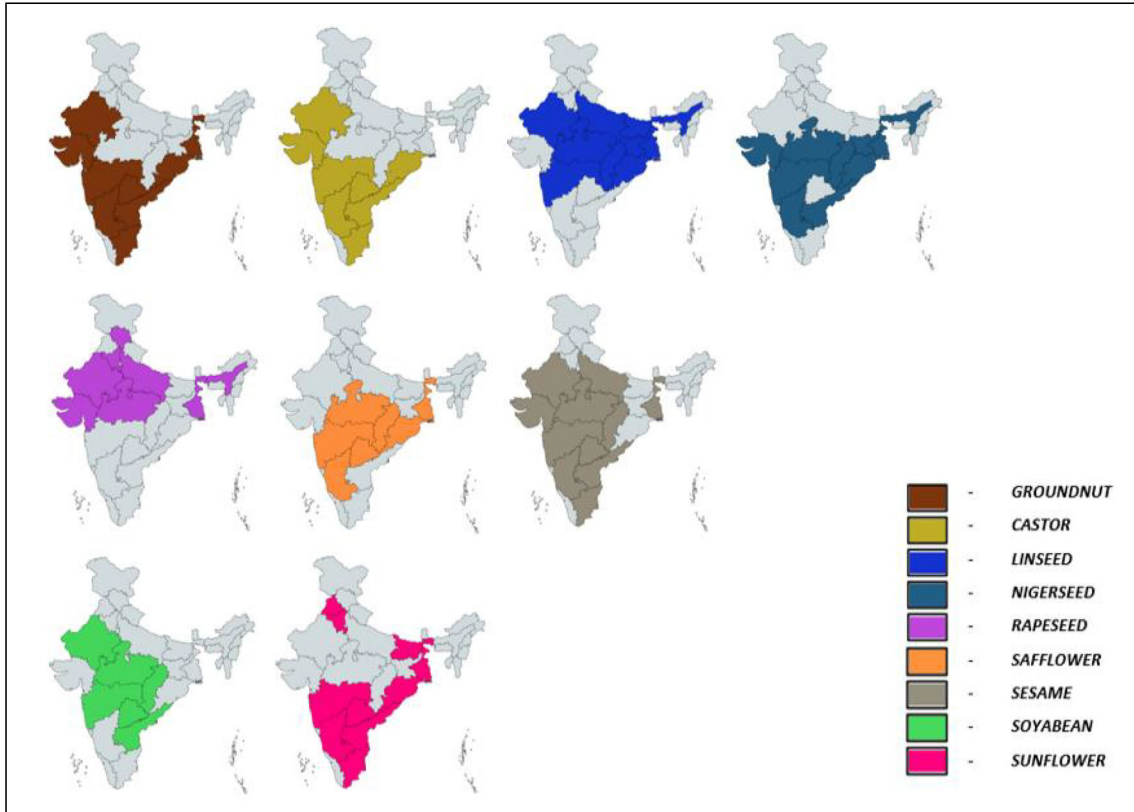 - GROUNDNUT
- CASTOR
- LINSEED
- NIGERSEED
- RAPESEED
- SAFFLOWER
- SESAME
- SOYABEAN
- SUNFLOWER